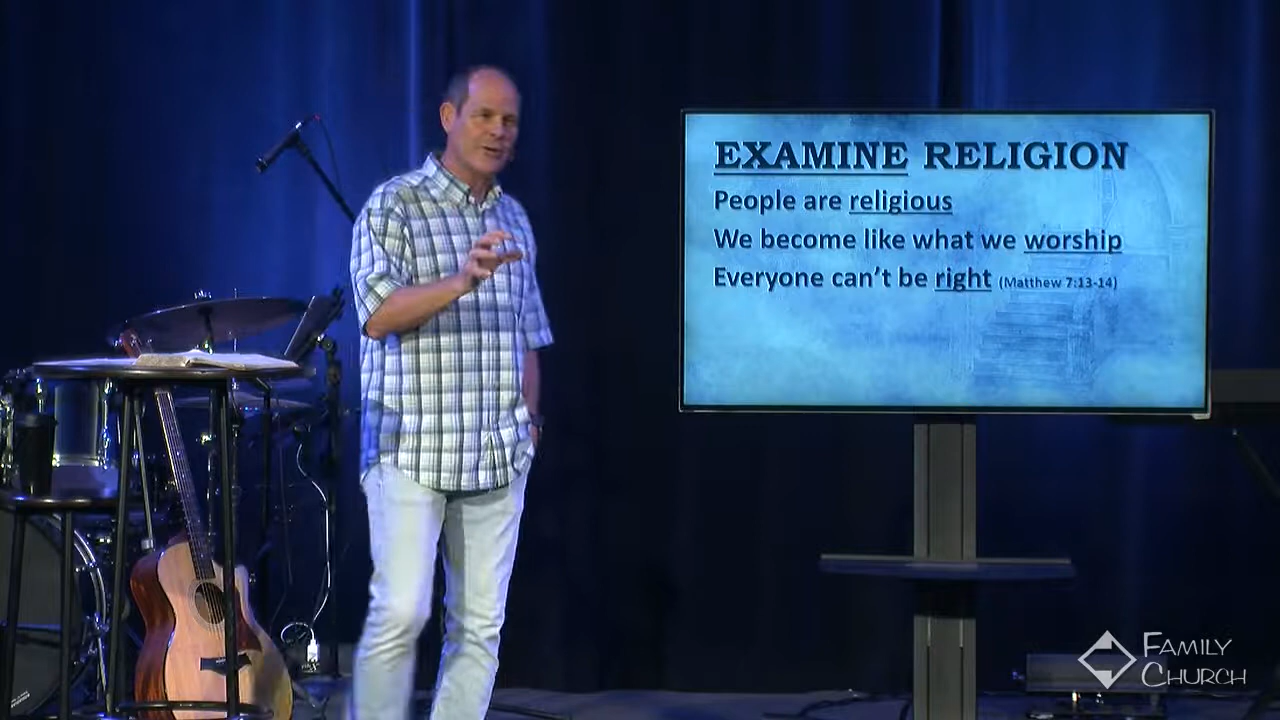 EXAMINE RELIGION
People are religious
We become like what we worship
Everyone can't be right (Matthew 7:13-14)
FAMILY
CHURCH